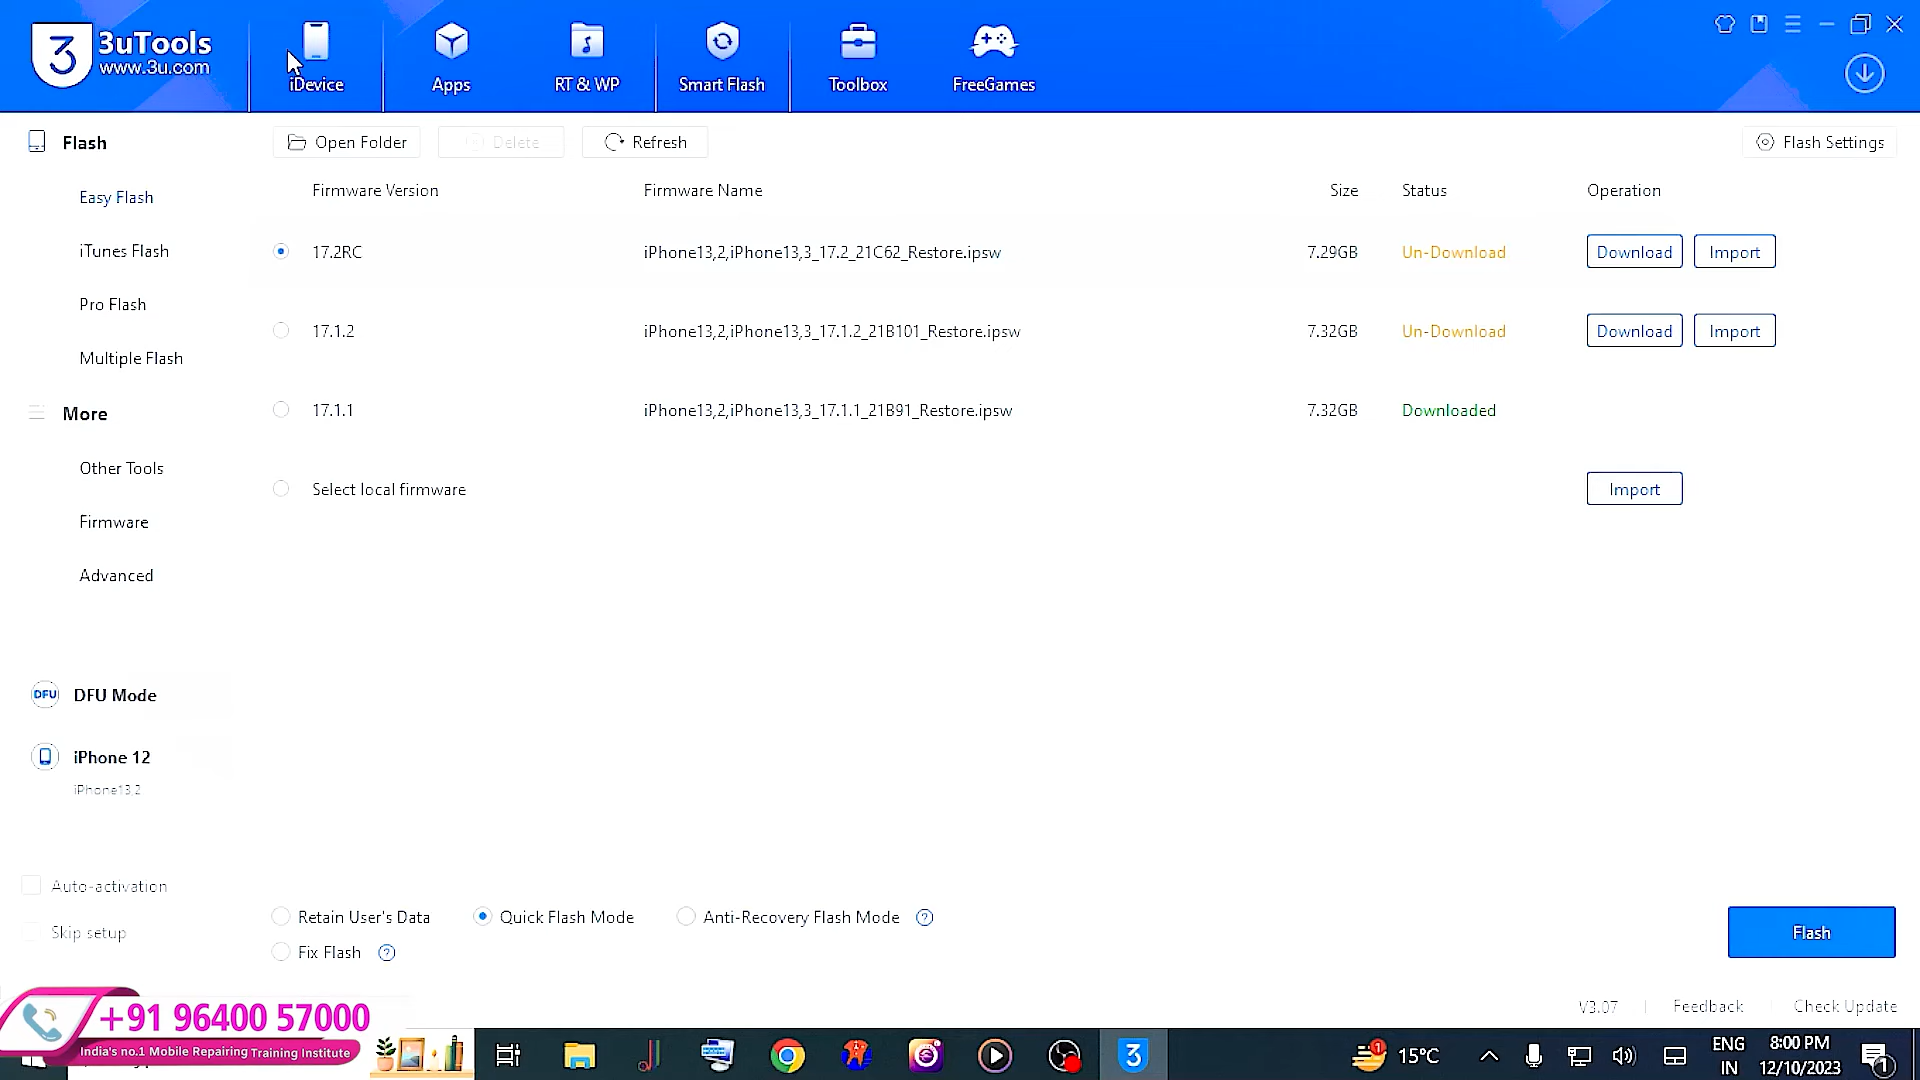 3 3uTools
www.3u.com
iDevice
Apps
RT & WP
Smart Flash
Toolbox
FreeGames
Flash
Open Folder
Delete
Refresh
Flash Settings
Easy Flash
iTunes Flash
Pro Flash
Multiple Flash
More
Other Tools
Firmware
Advanced
Firmware Version Firmware Name Size Status Operation
17.2RC iPhone13,2,iPhone13,3_17.2_21C62_Restore.ipsw 7.29GB Un-Download Download Import
17.1.2 iPhone13,2,iPhone13,3_17.1.2_21B101_Restore.ipsw 7.32GB Un-Download Download Import
17.1.1 iPhone13,2,iPhone13,3_17.1.1_21B91_Restore.ipsw 7.32GB Downloaded
Select local firmware Import
DFU DFU Mode
iPhone 12
iPhone13,2
Auto-activation
Skip setup
Retain User's Data Quick Flash Mode Anti-Recovery Flash Mode ?
Fix Flash ?
Flash
V3.07 Feedback Check Update
+91 96400 57000
India's no.1 Mobile Repairing Training Institute
3
1
15°C
ENG
IN
8:00 PM
12/10/2023
1